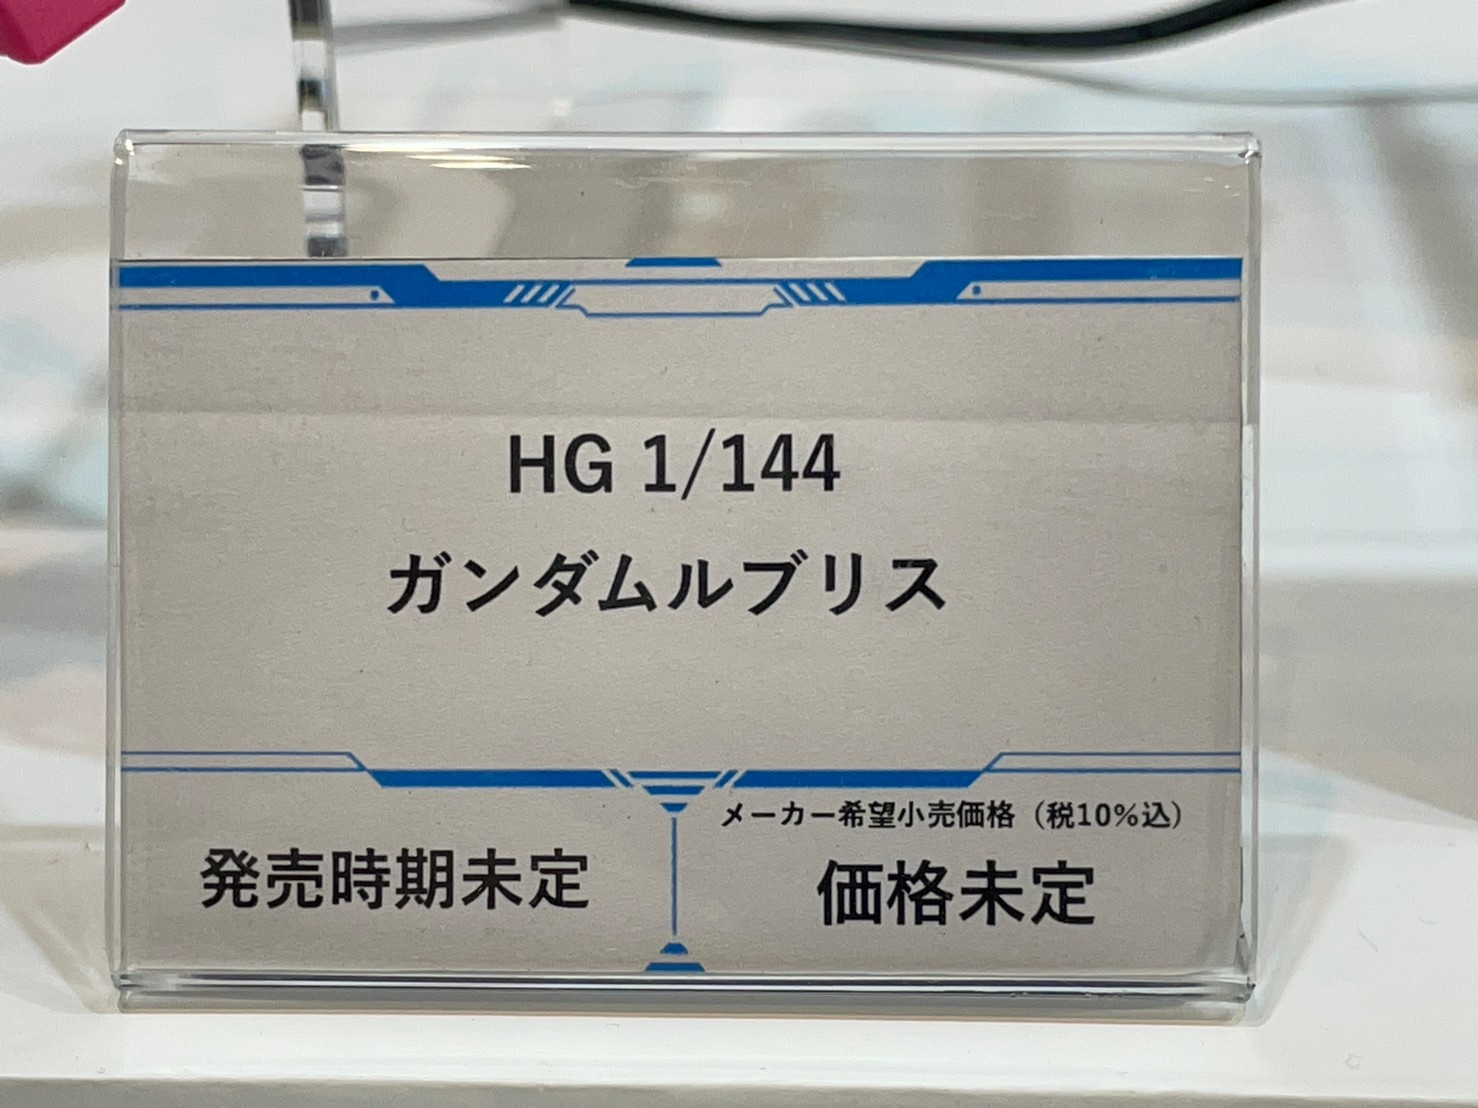 HG 1/144
ガンダムルブリス
発売時期未定
メーカー希望小売価格（税10%込）
価格未定